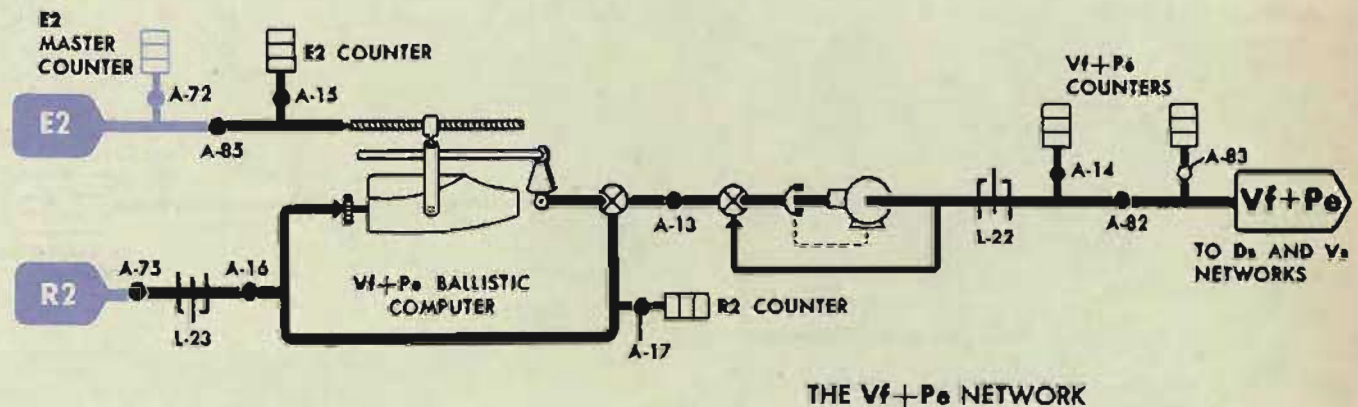 E2
MASTER
COUNTER
E2 COUNTER
A-72
A-15
E2
A-85
Vf+Pe
COUNTERS
A-83
A-14
Vf+Pe
A-13
L-22
A-82
TO Ds AND Vs
NETWORKS
A-75
A-16
R2
L-23
Vf+Pe BALLISTIC
COMPUTER
R2 COUNTER
A-17
THE Vf+Pe NETWORK